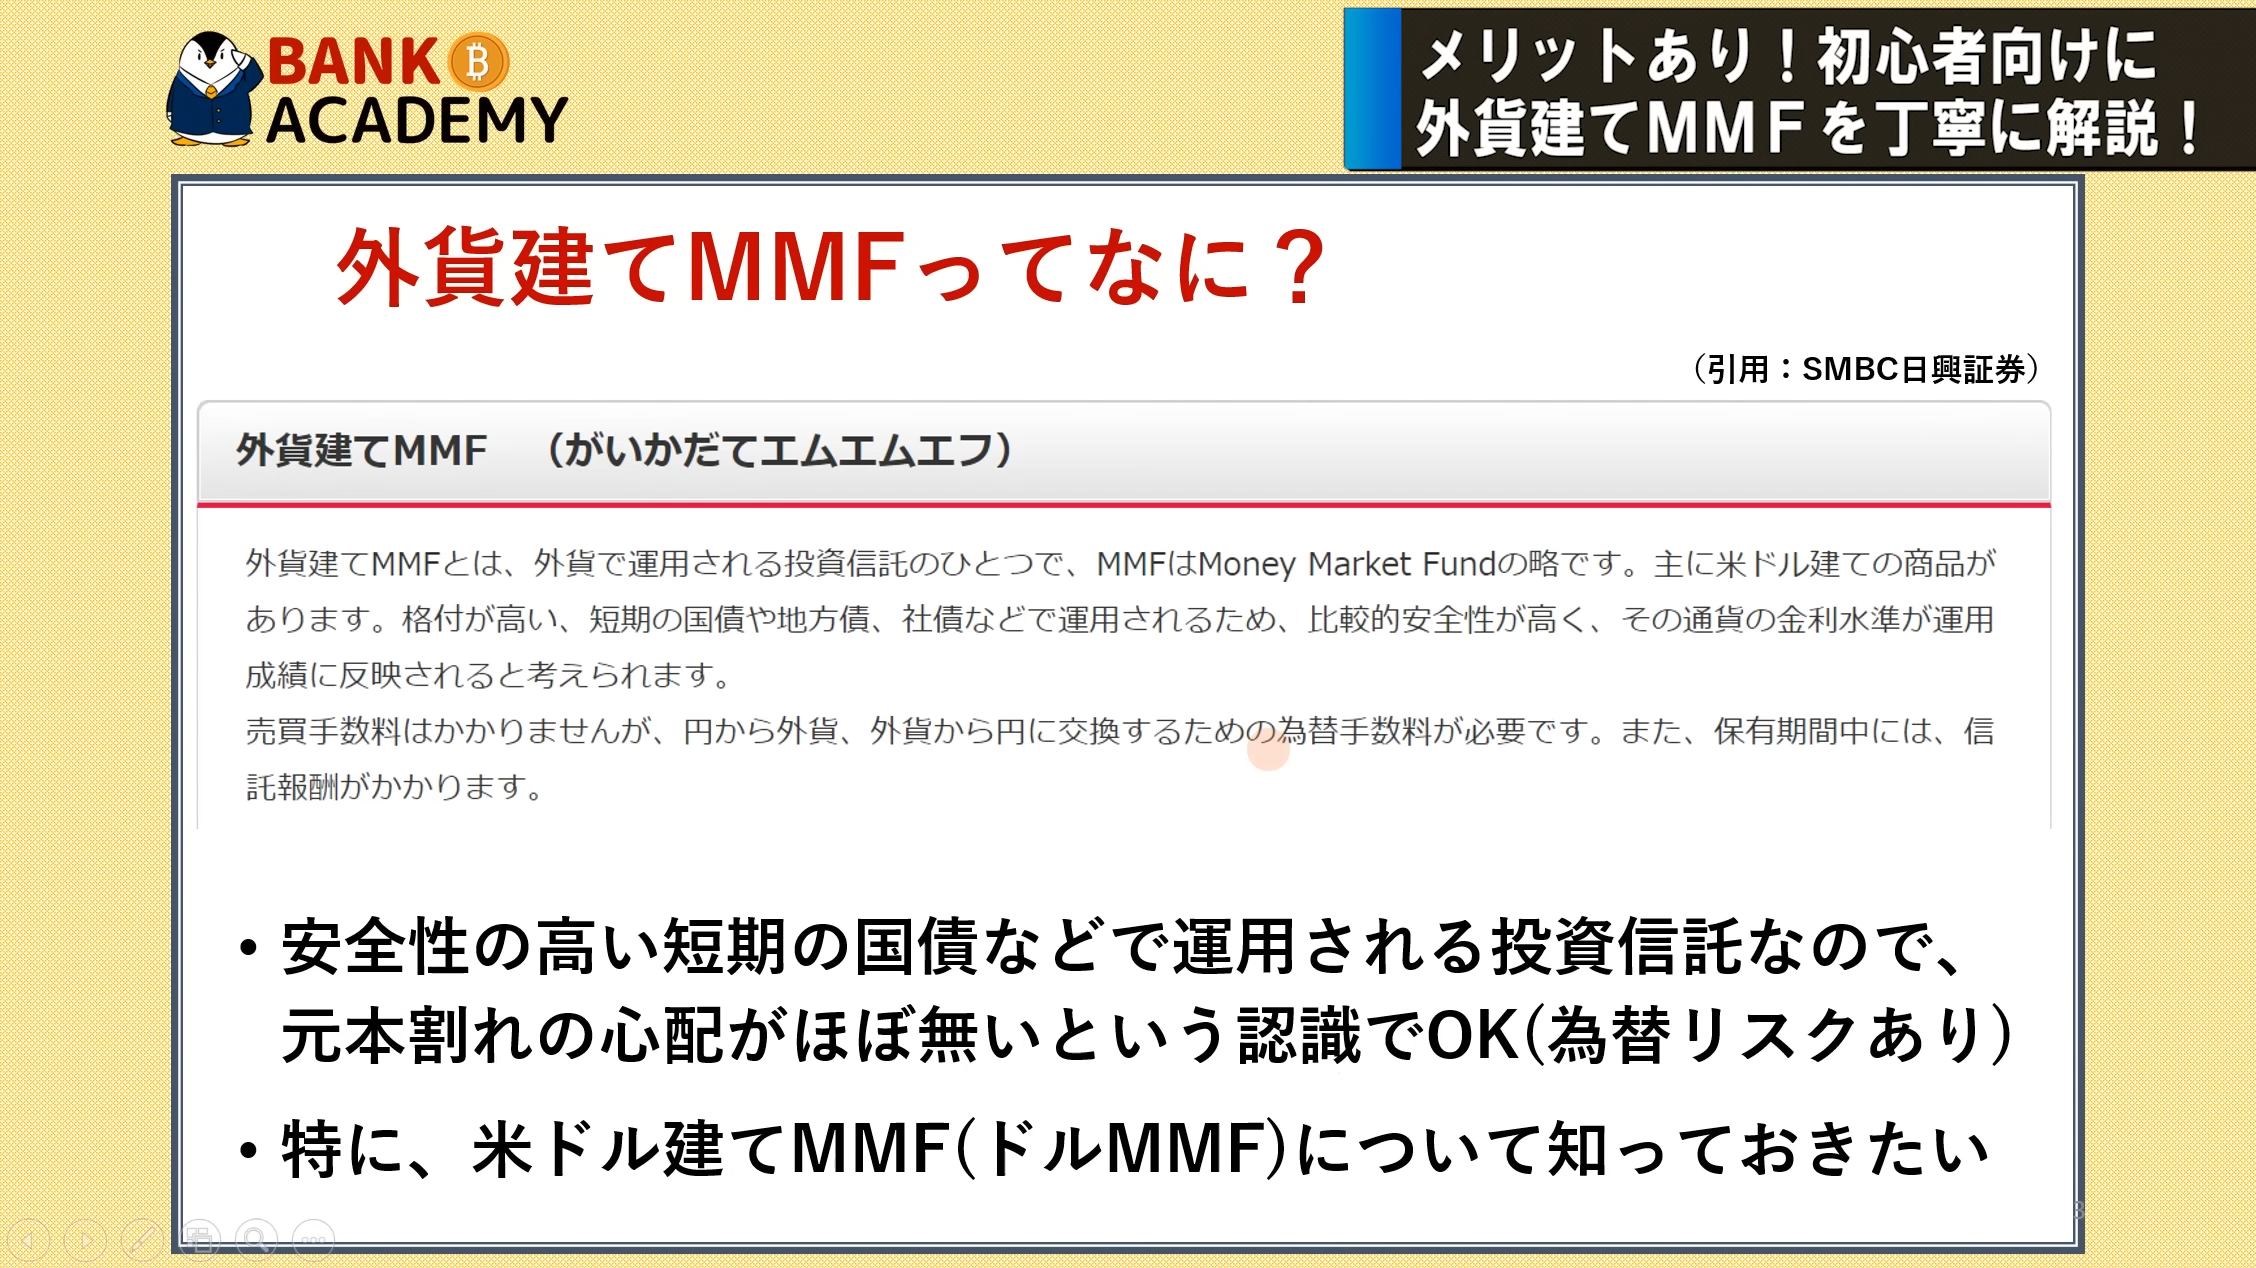 BANK
ACADEMY
メリットあり！初心者向けに
外貨建てＭＭＦを丁寧に解説！
外貨建てMMFってなに？
（引用：SMBC日興証券）
外貨建てMMF　（がいかだてエムエムエフ）
外貨建てMMFとは、外貨で運用される投資信託のひとつで、MMFはMoney Market Fundの略です。主に米ドル建ての商品が
あります。格付が高い、短期の国債や地方債、社債などで運用されるため、比較的安全性が高く、その通貨の金利水準が運用
成績に反映されると考えられます。
売買手数料はかかりませんが、円から外貨、外貨から円に交換するための為替手数料が必要です。また、保有期間中には、信
託報酬がかかります。
・安全性の高い短期の国債などで運用される投資信託なので、
元本割れの心配がほぼ無いという認識でOK(為替リスクあり)
・特に、米ドル建てMMF(ドルMMF)について知っておきたい
3